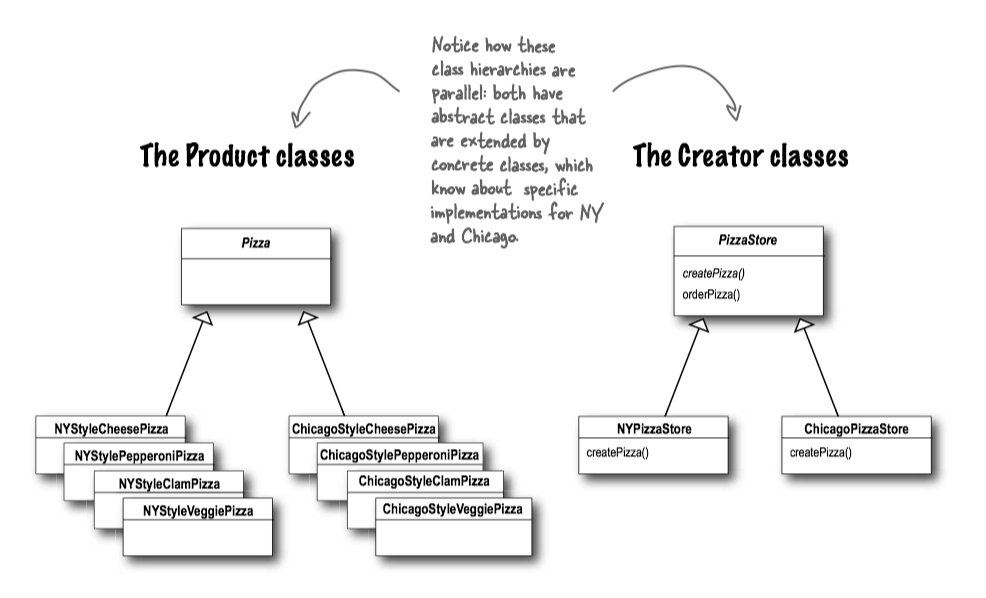 Notice how these
class hierarchies are
parallel: both have
abstract classes that
are extended by
concrete classes, which
know about specific
implementations for NY
and Chicago.
The Product classes
Pizza
NYStyleCheesePizza
NYStylePepperoniPizza
NYStyleClamPizza
NYStyleVeggiePizza
ChicagoStyleCheesePizza
ChicagoStylePepperoniPizza
ChicagoStyleClamPizza
ChicagoStyleVeggiePizza
The Creator classes
PizzaStore
createPizza()
orderPizza()
NYPizzaStore
createPizza()
ChicagoPizzaStore
createPizza()